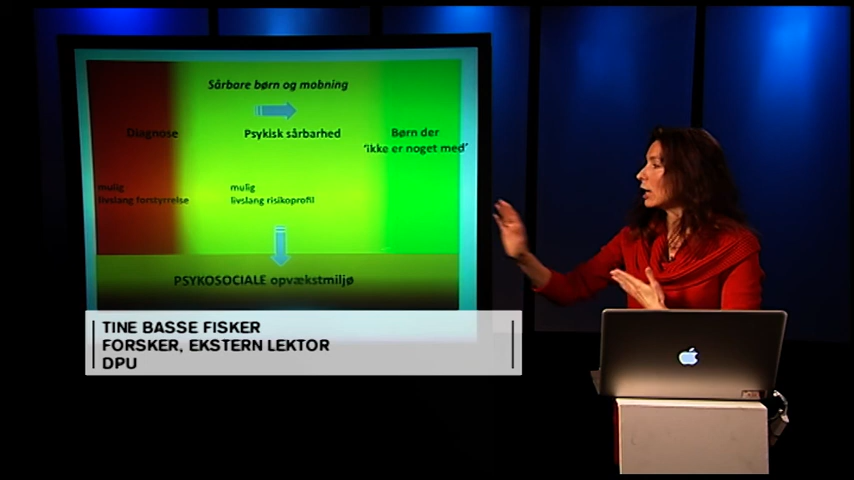 Sårbare børn og mobning
Diagnose
Psykisk sårbarhed
Børn der
'ikke er noget med'
mulig
livslang forstyrrelse
mulig
livslang risikoprofil
PSYKOSOCIALE opvækstmiljø
TINE BASSE FISKER
FORSKER, EKSTERN LEKTOR
DPU